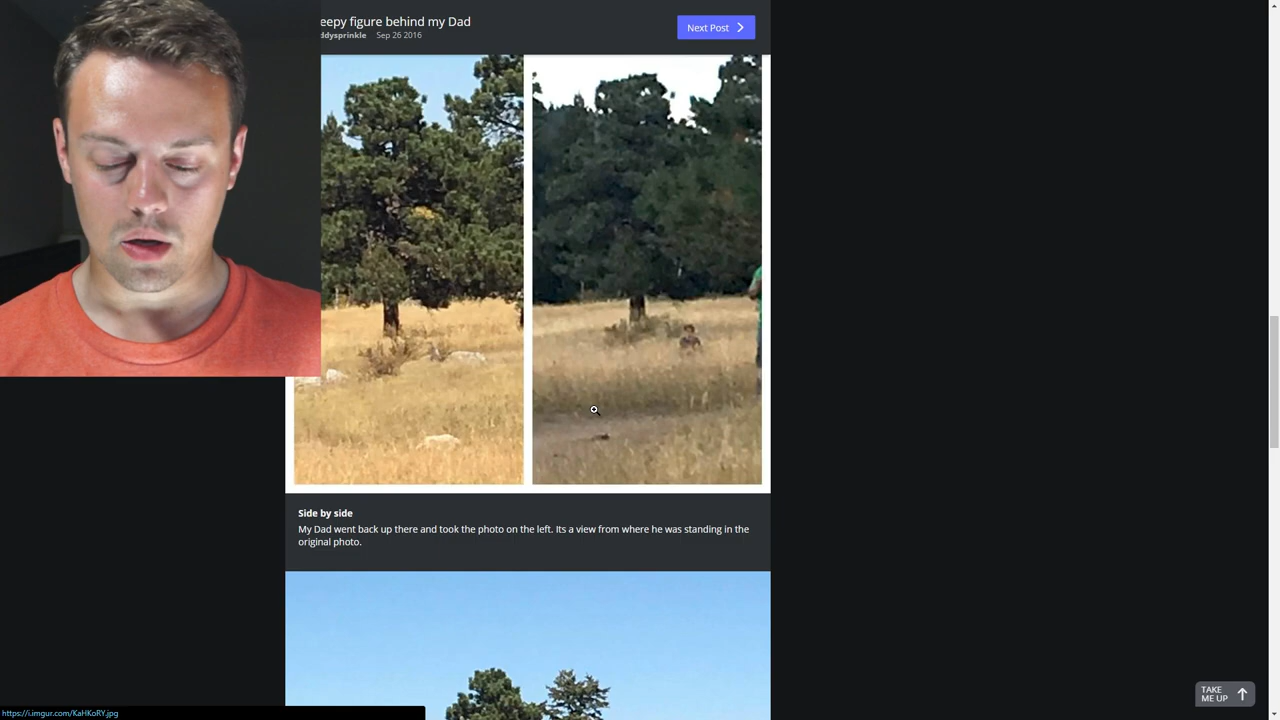 eepy figure behind my Dad
ddysprinkle Sep 26 2016
Next Post
Side by side
My Dad went back up there and took the photo on the left. Its a view from where he was standing in the
original photo.
TAKE
ME UP
https://i.imgur.com/KaHKoRY.jpg